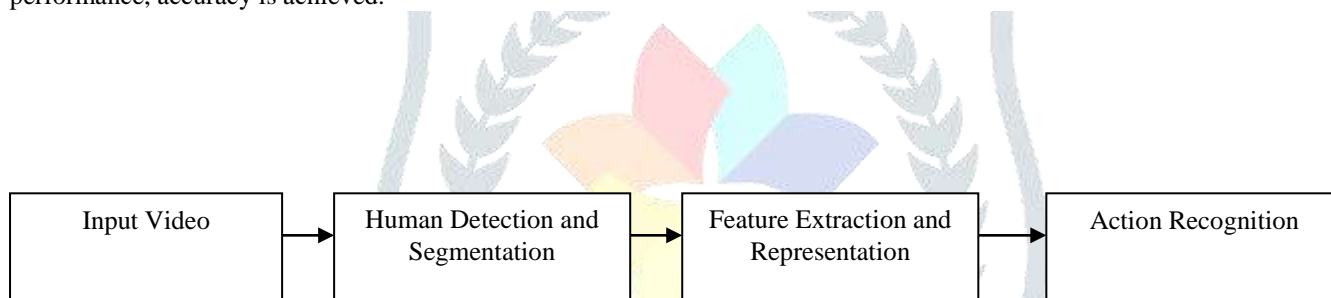 performance, accuracy is achieved.
Input Video
Human Detection and
Segmentation
Feature Extraction and
Representation
Action Recognition